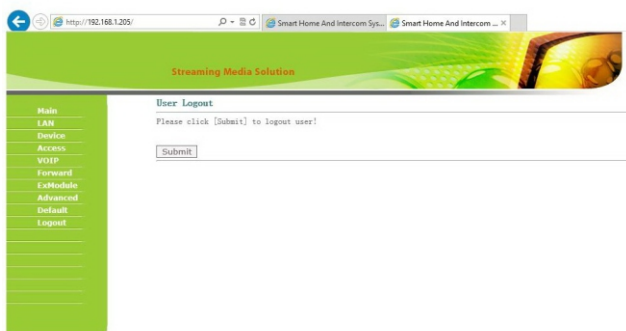 http://192.168.1.205/
Smart Home And Intercom Sys...
Smart Home And Intercom ...
Streaming Media Solution
Main
LAN
Device
Access
VOIP
Forward
ExModule
Advanced
Default
Logout
User Logout
Please click [Submit] to logout user!
Submit